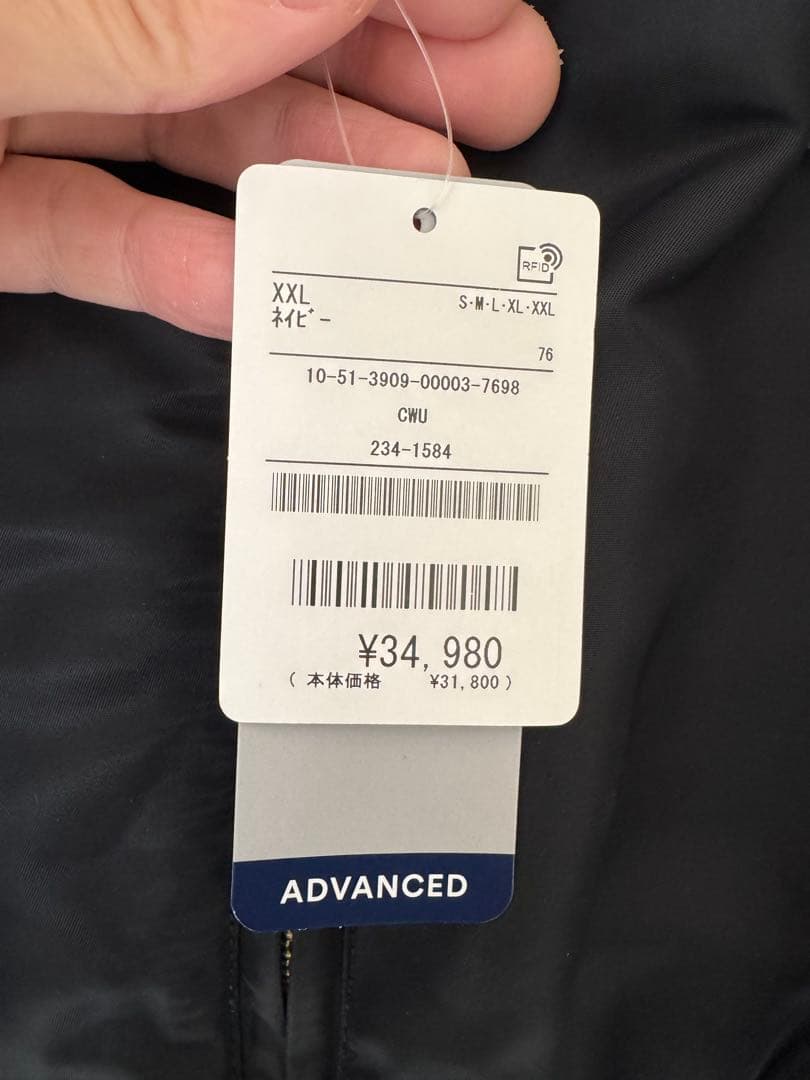 RFID
XXL
S·M·L·XL·XXL
ﾈｲﾋﾞｰ
76
10-51-3909-00003-7698
CWU
234-1584
¥34,980
( 本体価格 ¥31,800 )
ADVANCED